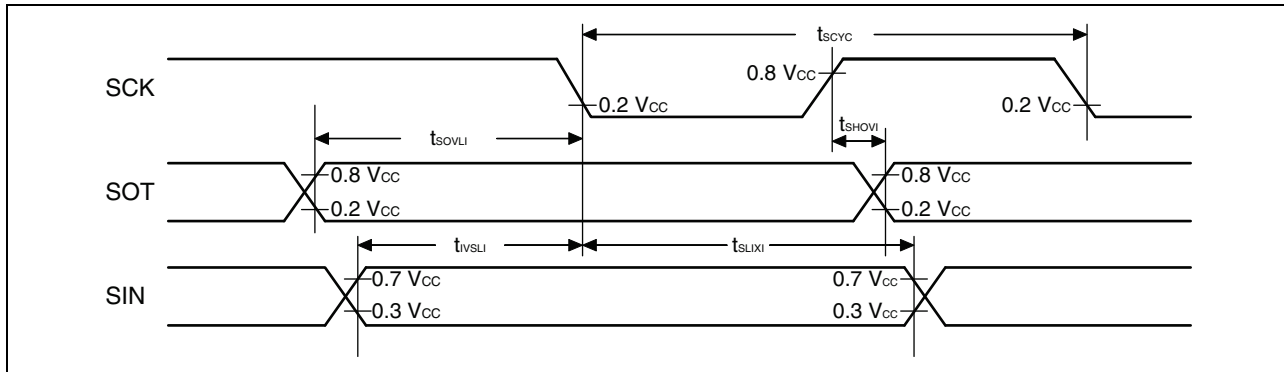 tSCYC
SCK
0.8 VCC
0.2 VCC
0.2 VCC
tSOVLI
tSHOVI
SOT
0.8 VCC
0.2 VCC
0.8 VCC
0.2 VCC
tIVSLI
tSLIXI
SIN
0.7 VCC
0.3 VCC
0.7 VCC
0.3 VCC